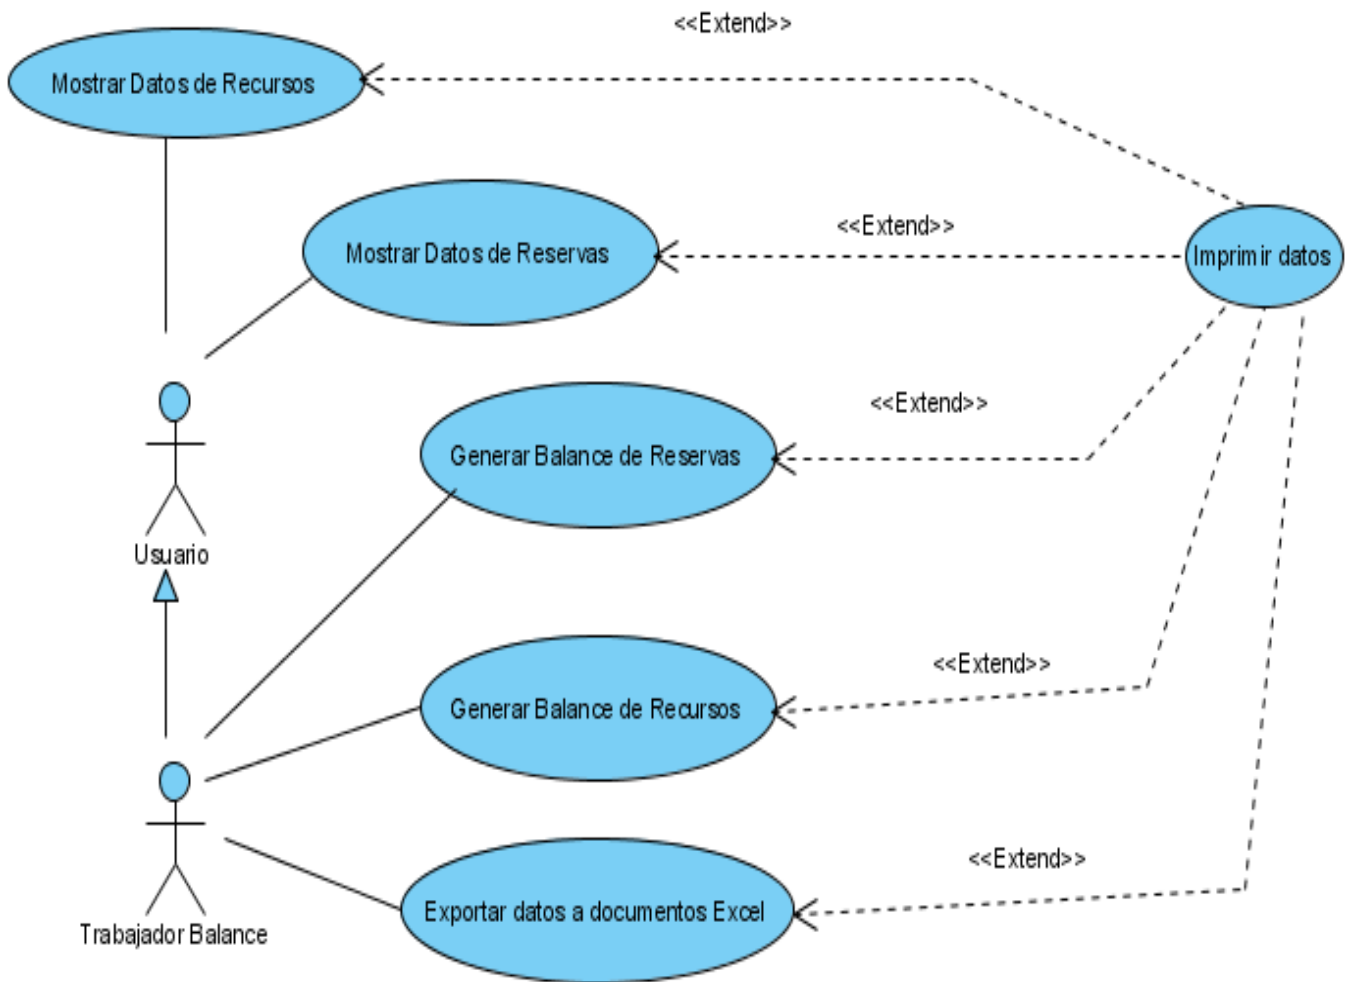 <<Extend>>
Mostrar Datos de Recursos
<<Extend>>
Mostrar Datos de Reservas
Imprimir datos
<<Extend>>
Generar Balance de Reservas
Usuario
<<Extend>>
Generar Balance de Recursos
<<Extend>>
Exportar datos a documentos Excel
Trabajador Balance